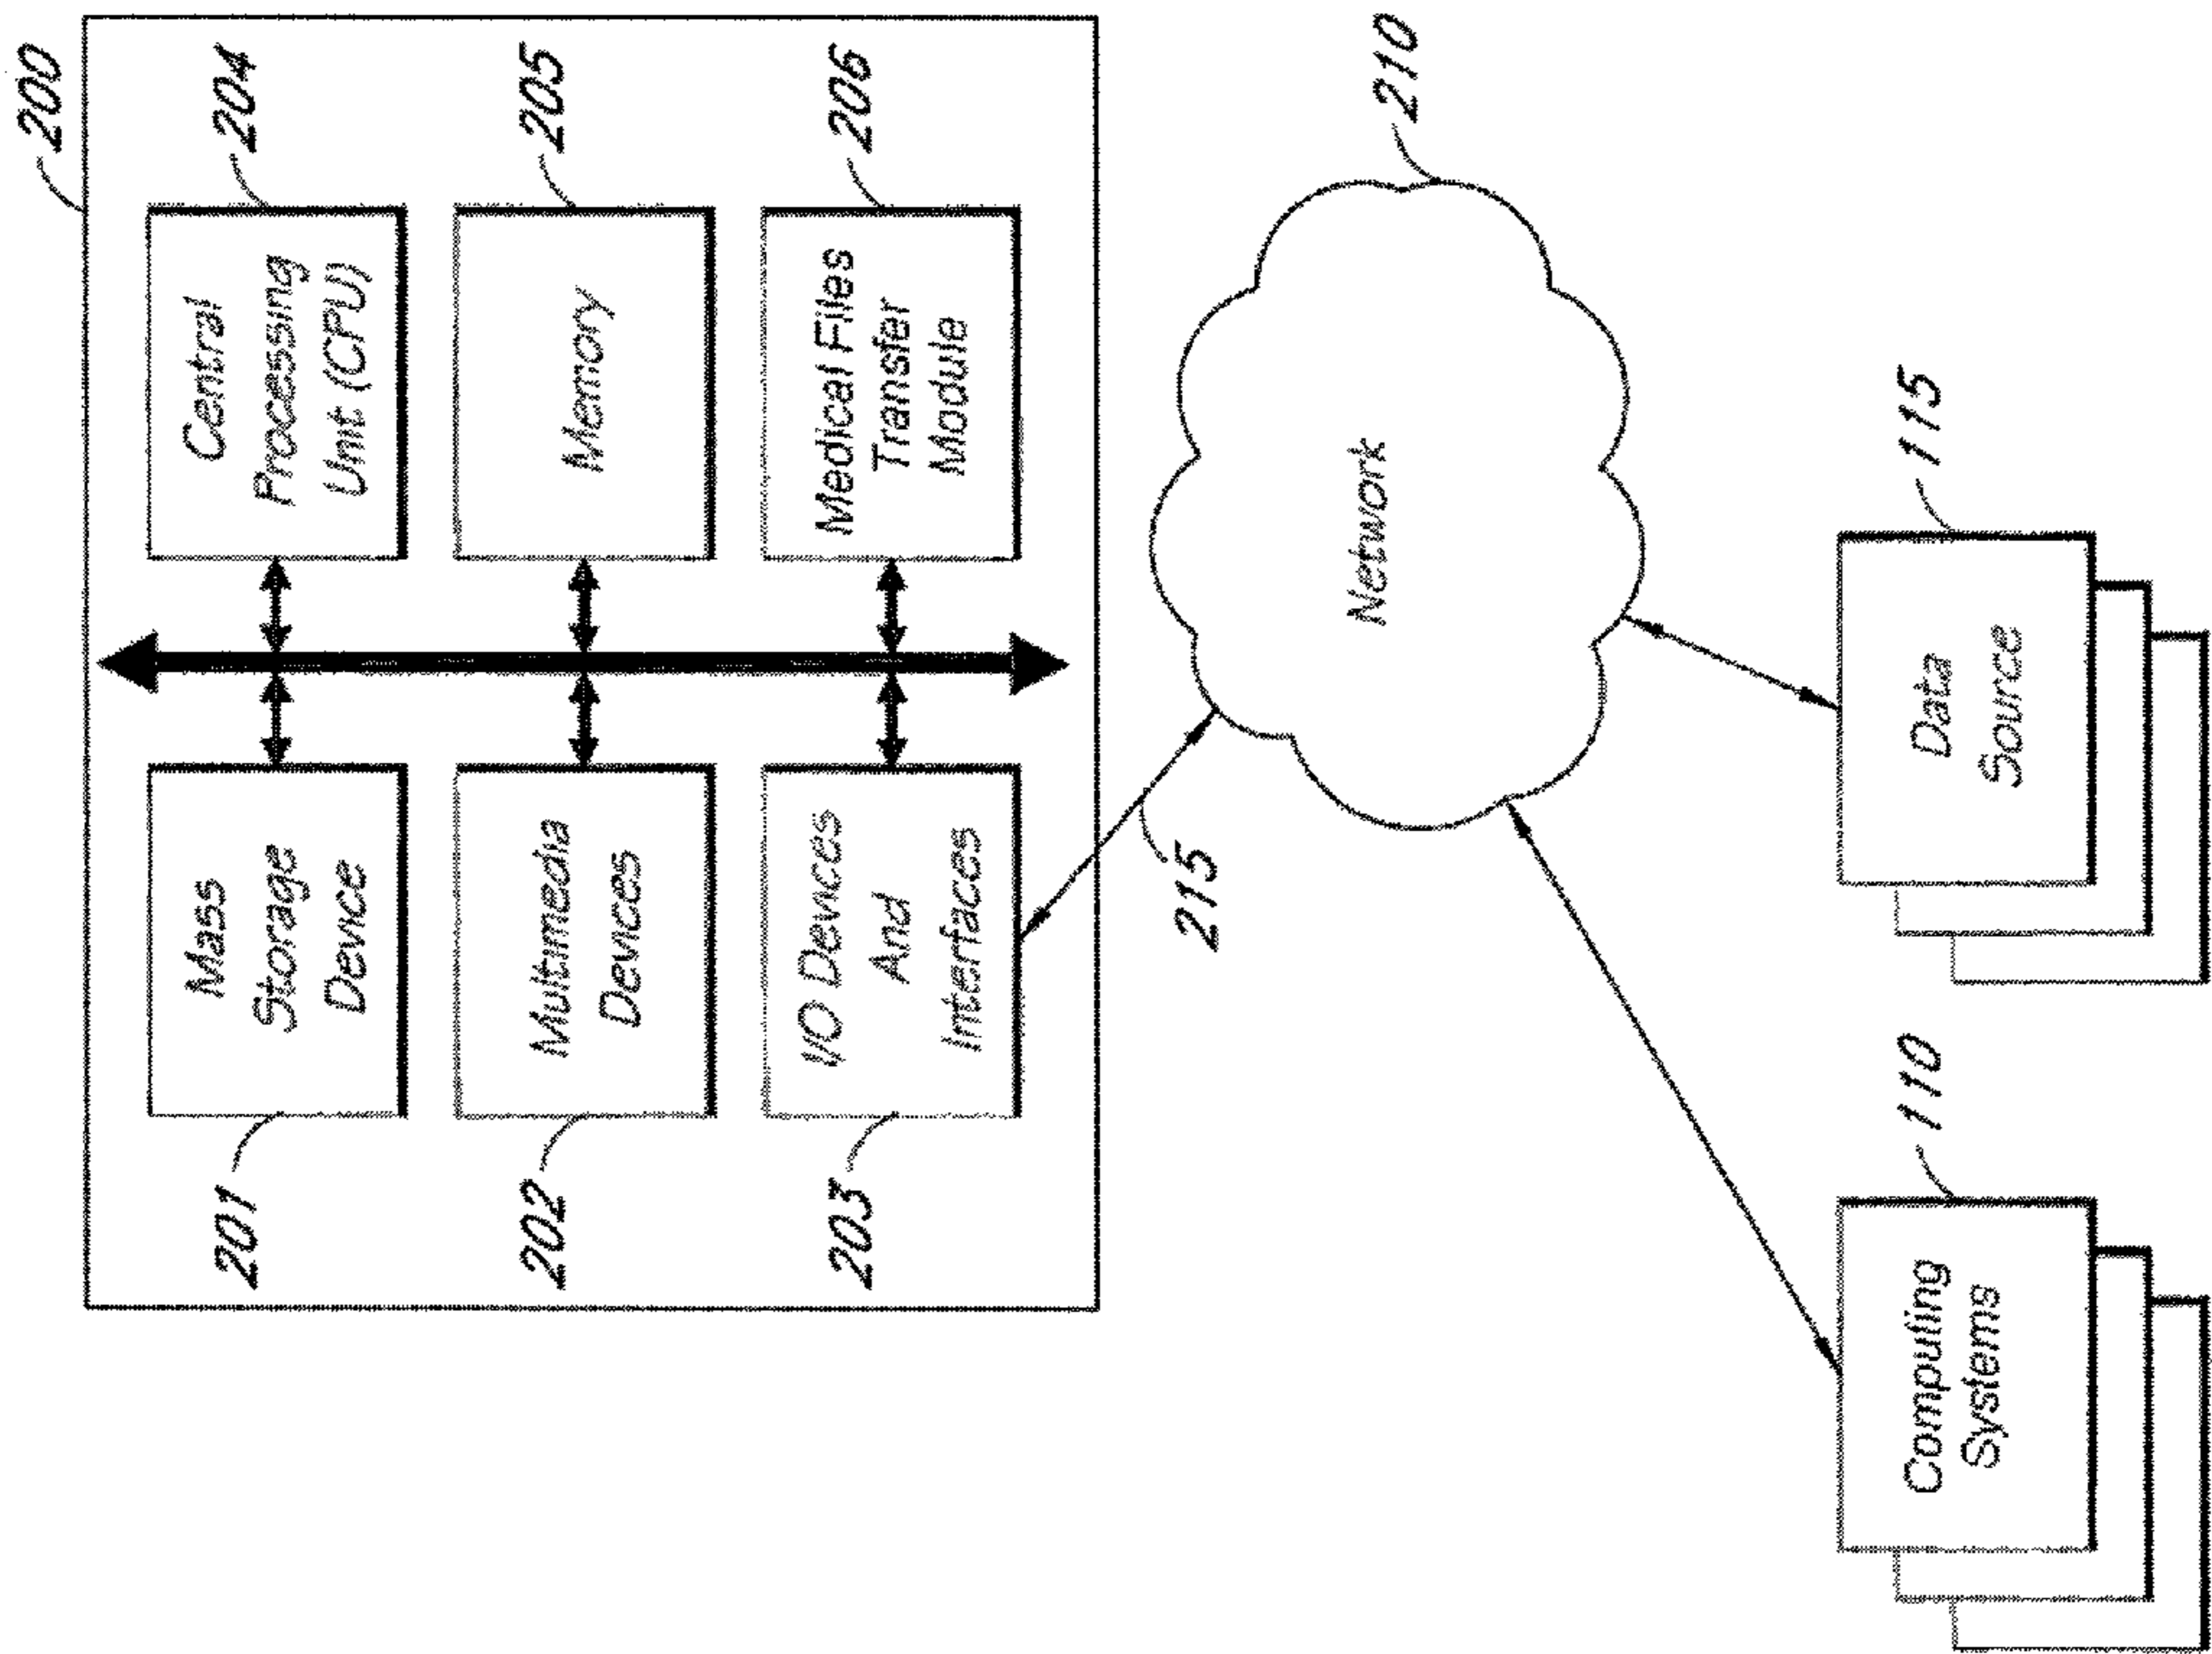 200
201
Mass
Storage
Device
Central
Processing
Unit (CPU)
204
202
Multimedia
Devices
Memory
205
203
I/O Devices
And
Interfaces
Medical Files
Transfer
Module
206
215
Network
210
110
Computing
Systems
115
Data
Source